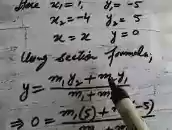 Here x₁ = 1, y₁ = -5
x₂ = -4 y₂ = 5
x = x y = 0
Using section formula,
y = m₁y₂ + m₂y₁ / m₁ + m₂
⇒ 0 = m₁(5) + -5)